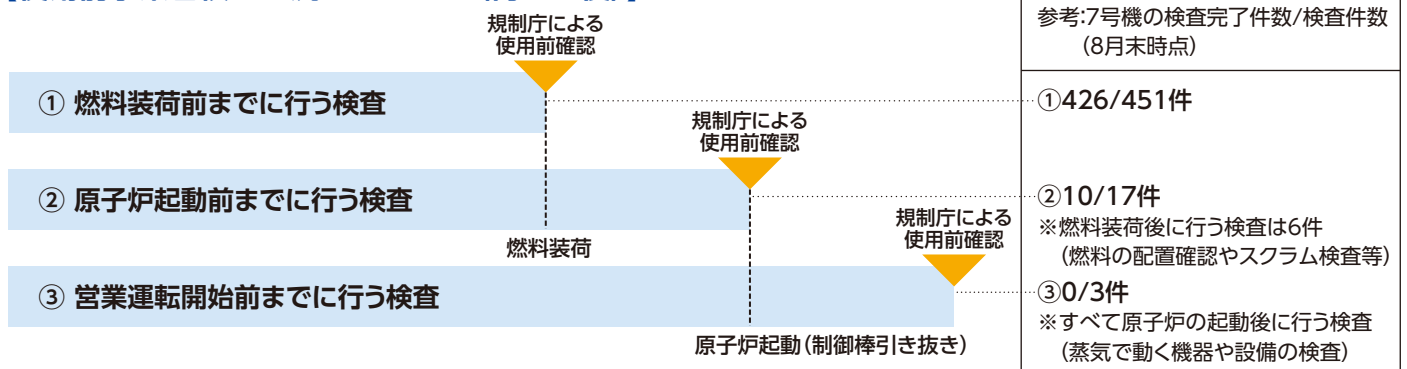 規制庁による
使用前確認
① 燃料装荷前までに行う検査
規制庁による
使用前確認
② 原子炉起動前までに行う検査
燃料装荷
規制庁による
使用前確認
③ 営業運転開始前までに行う検査
原子炉起動(制御棒引き抜き)
参考:7号機の検査完了件数/検査件数
(8月末時点)
①426/451件
②10/17件
※燃料装荷後に行う検査は6件
(燃料の配置確認やスクラム検査等)
③0/3件
※すべて原子炉の起動後に行う検査
(蒸気で動く機器や設備の検査)